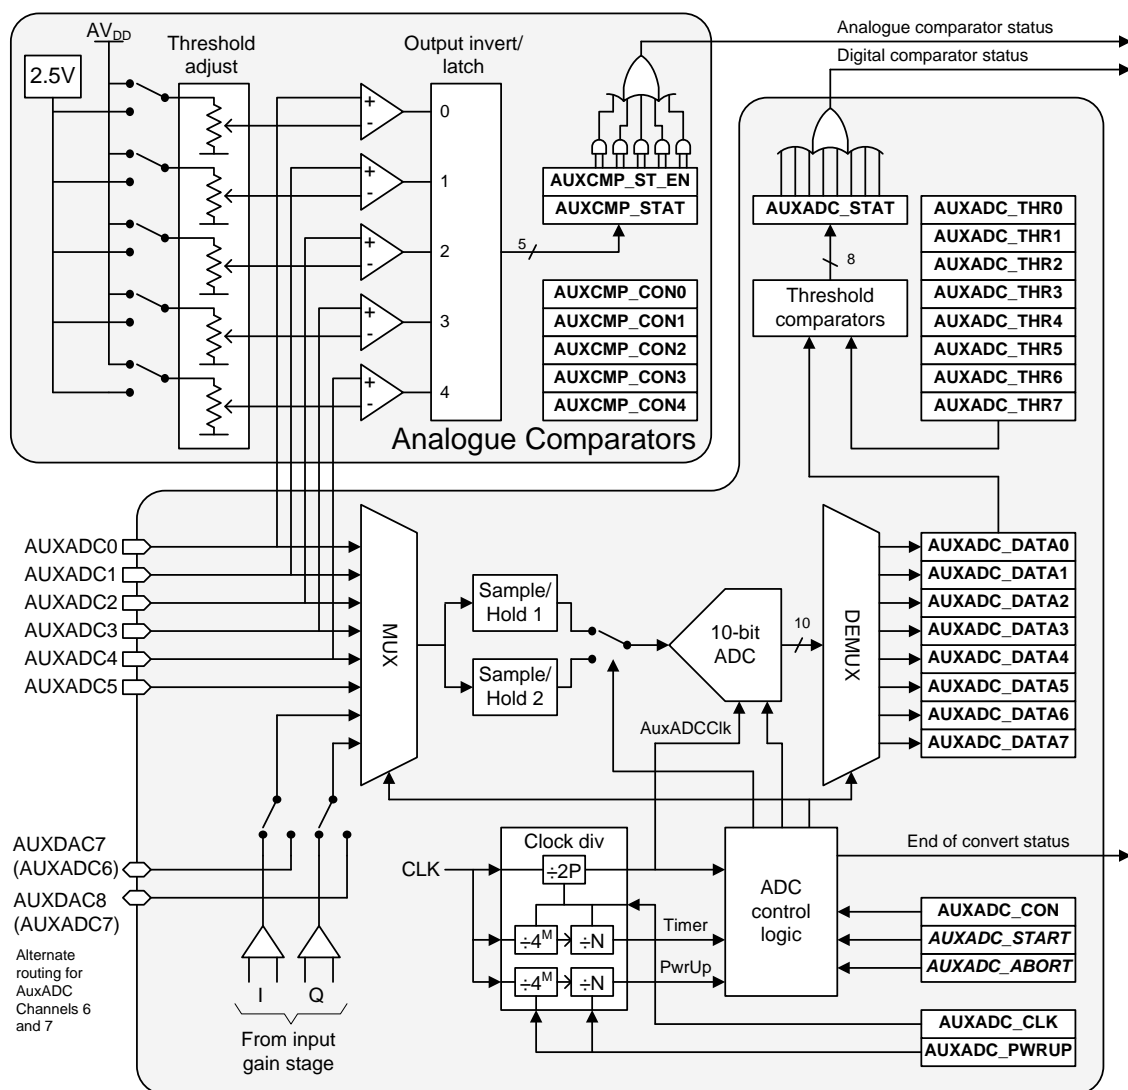 Analogue comparator status
Digital comparator status
AVDD
Threshold
adjust
Output invert/
latch
2.5V
+
-
0
+
-
1
+
-
2
+
-
3
+
-
4
AUXCMP_ST_EN
AUXCMP_STAT
5
AUXCMP_CON0
AUXCMP_CON1
AUXCMP_CON2
AUXCMP_CON3
AUXCMP_CON4
Analogue Comparators
AUXADC_STAT
8
Threshold
comparators
AUXADC_THR0
AUXADC_THR1
AUXADC_THR2
AUXADC_THR3
AUXADC_THR4
AUXADC_THR5
AUXADC_THR6
AUXADC_THR7
AUXADC0
AUXADC1
AUXADC2
AUXADC3
AUXADC4
AUXADC5
MUX
Sample/
Hold 1
Sample/
Hold 2
10-bit
ADC
10
DEMUX
AUXADC_DATA0
AUXADC_DATA1
AUXADC_DATA2
AUXADC_DATA3
AUXADC_DATA4
AUXADC_DATA5
AUXADC_DATA6
AUXADC_DATA7
AuxADCClk
AUXDAC7
(AUXADC6)
AUXDAC8
(AUXADC7)
Alternate
routing for
AuxADC
Channels 6
and 7
I
Q
From input
gain stage
CLK
Clock div
÷2P
÷4M
÷N
÷4M
÷N
Timer
PwrUp
ADC
control
logic
End of convert status
AUXADC_CON
AUXADC_START
AUXADC_ABORT
AUXADC_CLK
AUXADC_PWRUP